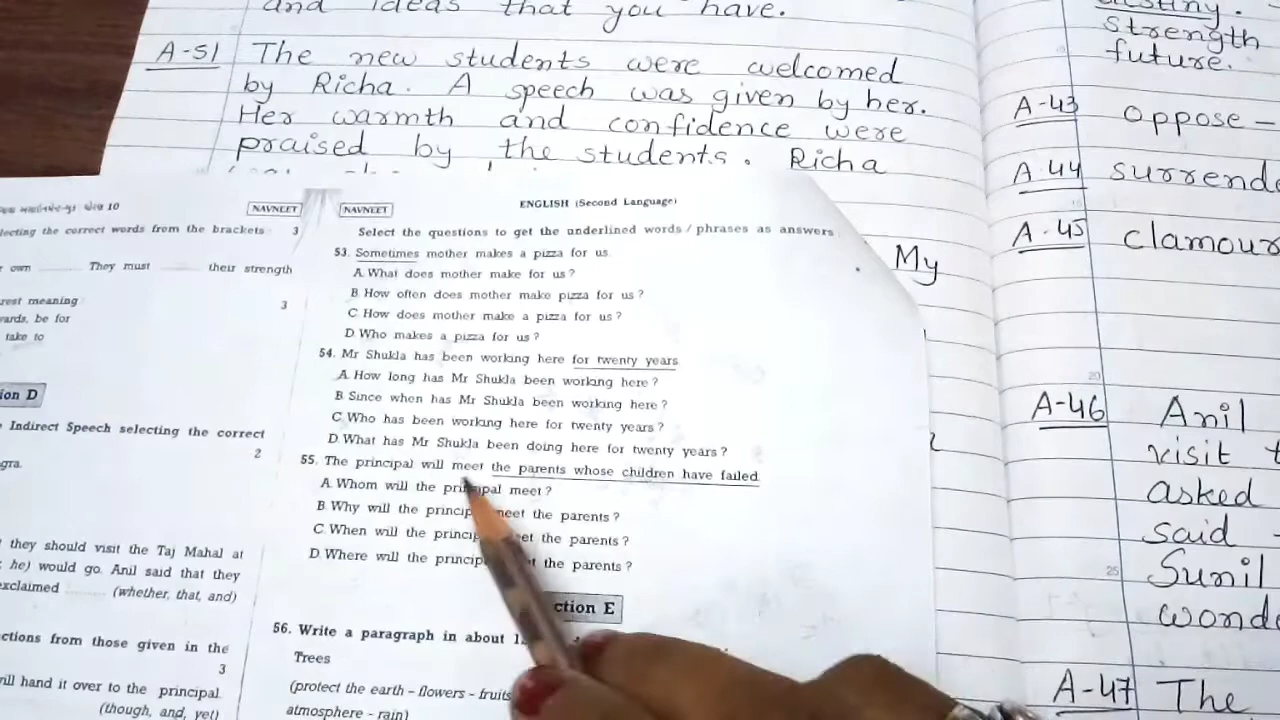 and ideas that you have.
A-51 The new students were welcomed
by Richa. A speech was given by her.
Her warmth and confidence were
praised by the students. Richa
My
10 NAVNEET
lecting the correct words from the brackets 3
own ........ They must ........ their strength
rest meaning
3
vards, be for
take to
ion D
Indirect Speech selecting the correct
2
gra.
they should visit the Taj Mahal at
he) would go. Anil said that they
exclaimed ........ (whether, that, and)
ctions from those given in the
3
will hand it over to the principal.
(though, and, yet)
NAVNEET ENGLISH (Second Language)
Select the questions to get the underlined words / phrases as answers
53. Sometimes mother makes a pizza for us.
A. What does mother make for us ?
B. How often does mother make pizza for us ?
C. How does mother make a pizza for us ?
D. Who makes a pizza for us ?
54. Mr Shukla has been working here for twenty years.
A. How long has Mr Shukla been working here ?
B. Since when has Mr Shukla been working here ?
C. Who has been working here for twenty years ?
D. What has Mr Shukla been doing here for twenty years ?
55. The principal will meet the parents whose children have failed.
A. Whom will the principal meet ?
B. Why will the princip meet the parents ?
C. When will the princip et the parents ?
D. Where will the princip t the parents ?
ction E
56. Write a paragraph in about 1
Trees
(protect the earth - flowers - fruits
atmosphere - rain)
strength
future.
A-43 oppose -
A-44 surrende
A-45 clamour
20
A-46 Anil
visit t
asked
said -
25 Sunil
wonde
A-47 The